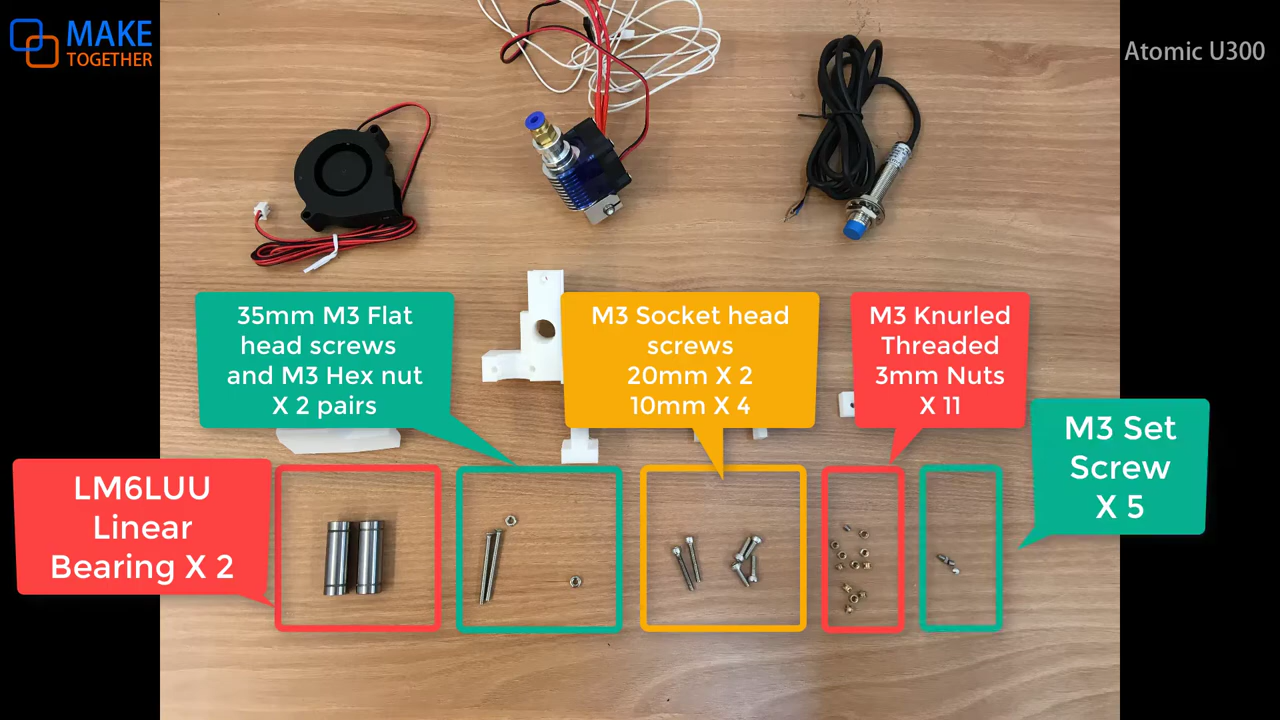 MAKE
TOGETHER
Atomic U300
35mm M3 Flat
head screws
and M3 Hex nut
X 2 pairs
M3 Socket head
screws
20mm X 2
10mm X 4
M3 Knurled
Threaded
3mm Nuts
X 11
M3 Set
Screw
X 5
LM6LUU
Linear
Bearing X 2